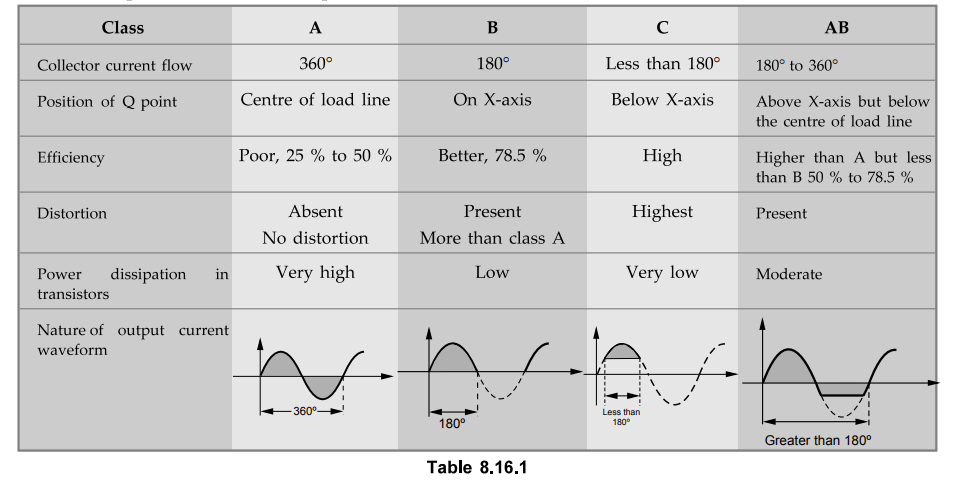 Class A B C AB
Collector current flow 360° 180° Less than 180° 180° to 360°
Position of Q point Centre of load line On X-axis Below X-axis Above X-axis but below
the centre of load line
Efficiency Poor, 25 % to 50 % Better, 78.5 % High Higher than A but less
than B 50 % to 78.5 %
Distortion Absent Present Highest Present
No distortion More than class A
Power dissipation in Very high Low Very low Moderate
transistors
Nature of output current
waveform
360º
180º
Less than
180º
Greater than 180º
Table 8.16.1